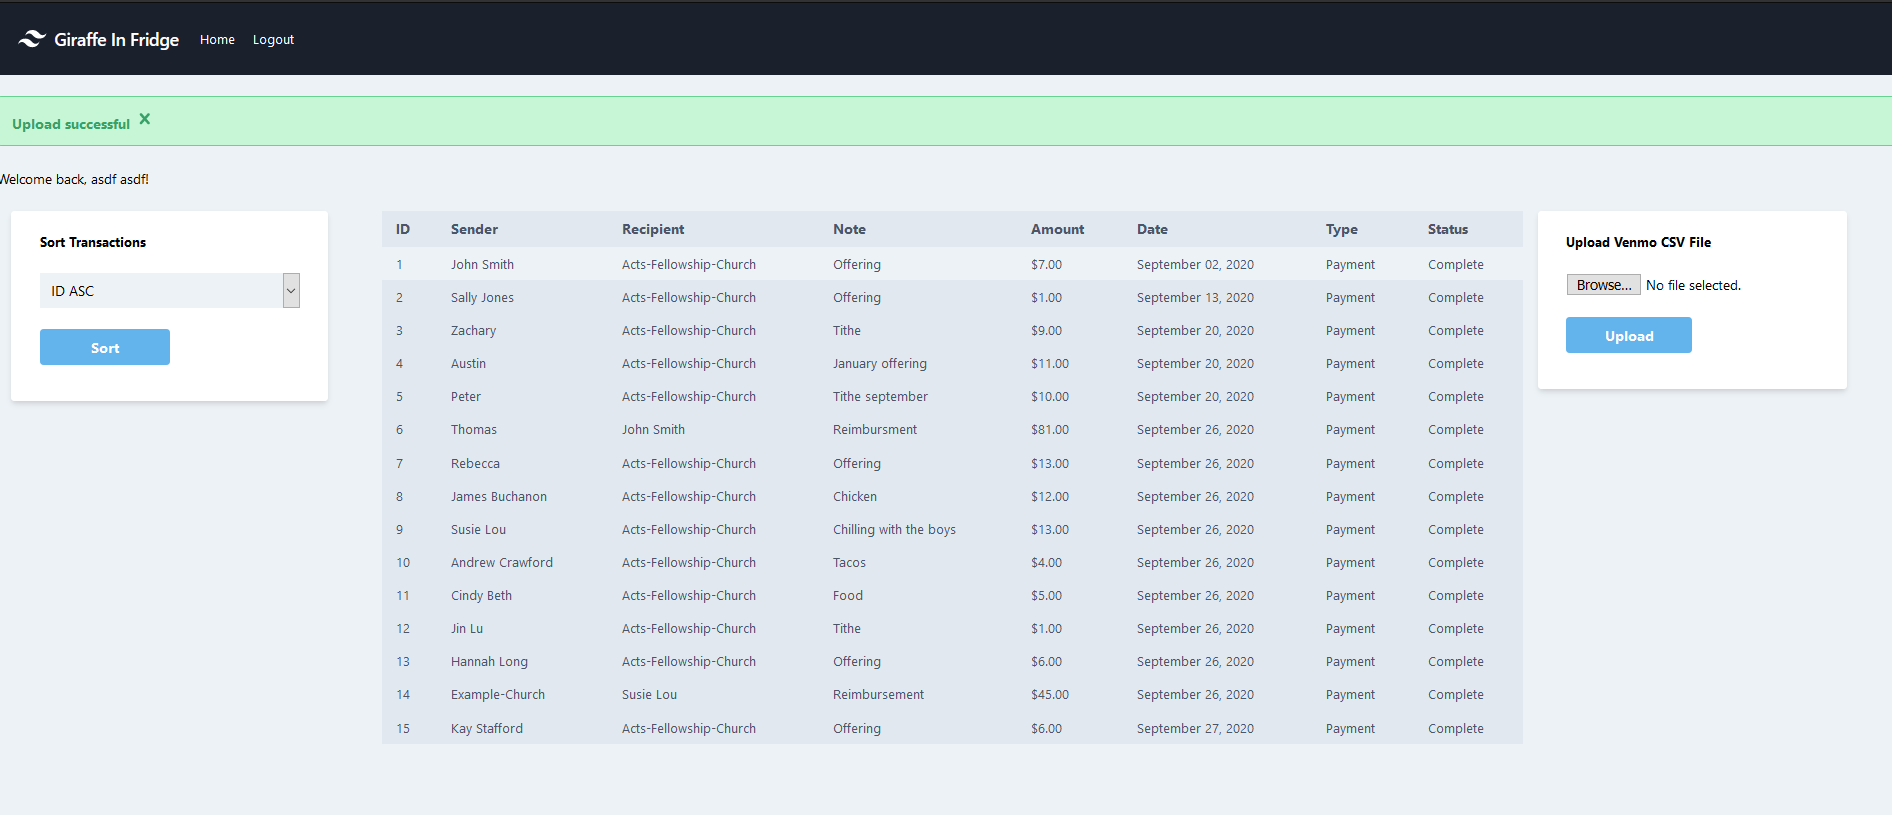 Giraffe In Fridge Home Logout
Upload successful ×
Welcome back, asdf asdf!
Sort Transactions
ID ASC
Sort
ID Sender Recipient Note Amount Date Type Status
1 John Smith Acts-Fellowship-Church Offering $7.00 September 02, 2020 Payment Complete
2 Sally Jones Acts-Fellowship-Church Offering $1.00 September 13, 2020 Payment Complete
3 Zachary Acts-Fellowship-Church Tithe $9.00 September 20, 2020 Payment Complete
4 Austin Acts-Fellowship-Church January offering $11.00 September 20, 2020 Payment Complete
5 Peter Acts-Fellowship-Church Tithe september $10.00 September 20, 2020 Payment Complete
6 Thomas John Smith Reimbursment $81.00 September 26, 2020 Payment Complete
7 Rebecca Acts-Fellowship-Church Offering $13.00 September 26, 2020 Payment Complete
8 James Buchanon Acts-Fellowship-Church Chicken $12.00 September 26, 2020 Payment Complete
9 Susie Lou Acts-Fellowship-Church Chilling with the boys $13.00 September 26, 2020 Payment Complete
10 Andrew Crawford Acts-Fellowship-Church Tacos $4.00 September 26, 2020 Payment Complete
11 Cindy Beth Acts-Fellowship-Church Food $5.00 September 26, 2020 Payment Complete
12 Jin Lu Acts-Fellowship-Church Tithe $1.00 September 26, 2020 Payment Complete
13 Hannah Long Acts-Fellowship-Church Offering $6.00 September 26, 2020 Payment Complete
14 Example-Church Susie Lou Reimbursement $45.00 September 26, 2020 Payment Complete
15 Kay Stafford Acts-Fellowship-Church Offering $6.00 September 27, 2020 Payment Complete
Upload Venmo CSV File
Browse... No file selected.
Upload